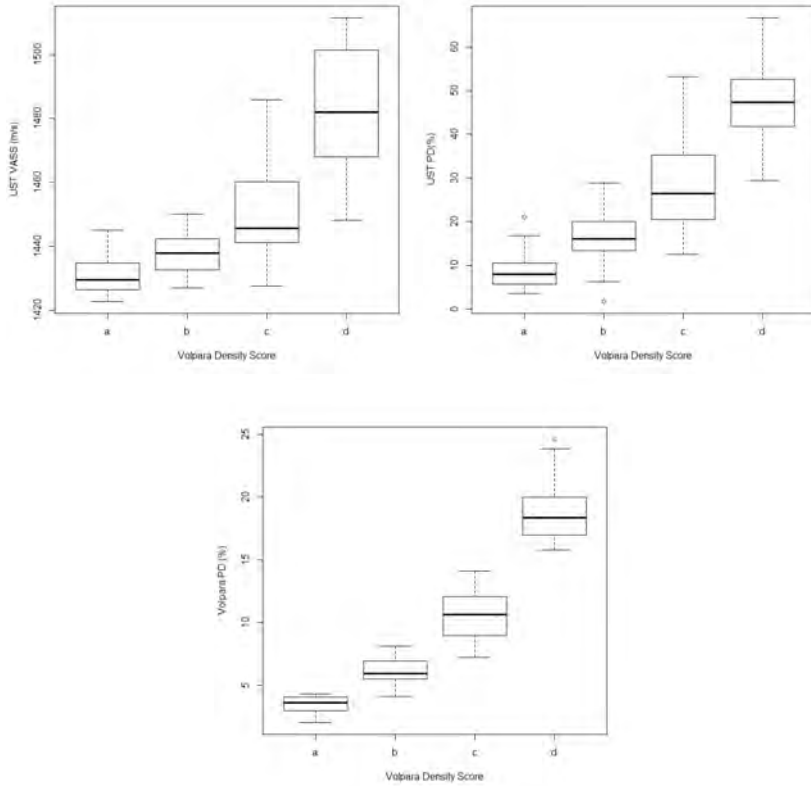 UST VASS (m/s)
1500
1480
1460
1440
1420
a b c d
Volpara Density Score
UST PD(%)
60
50
40
30
20
10
0
a b c d
Volpara Density Score
Volpara PD (%)
25
20
15
10
5
a b c d
Volpara Density Score